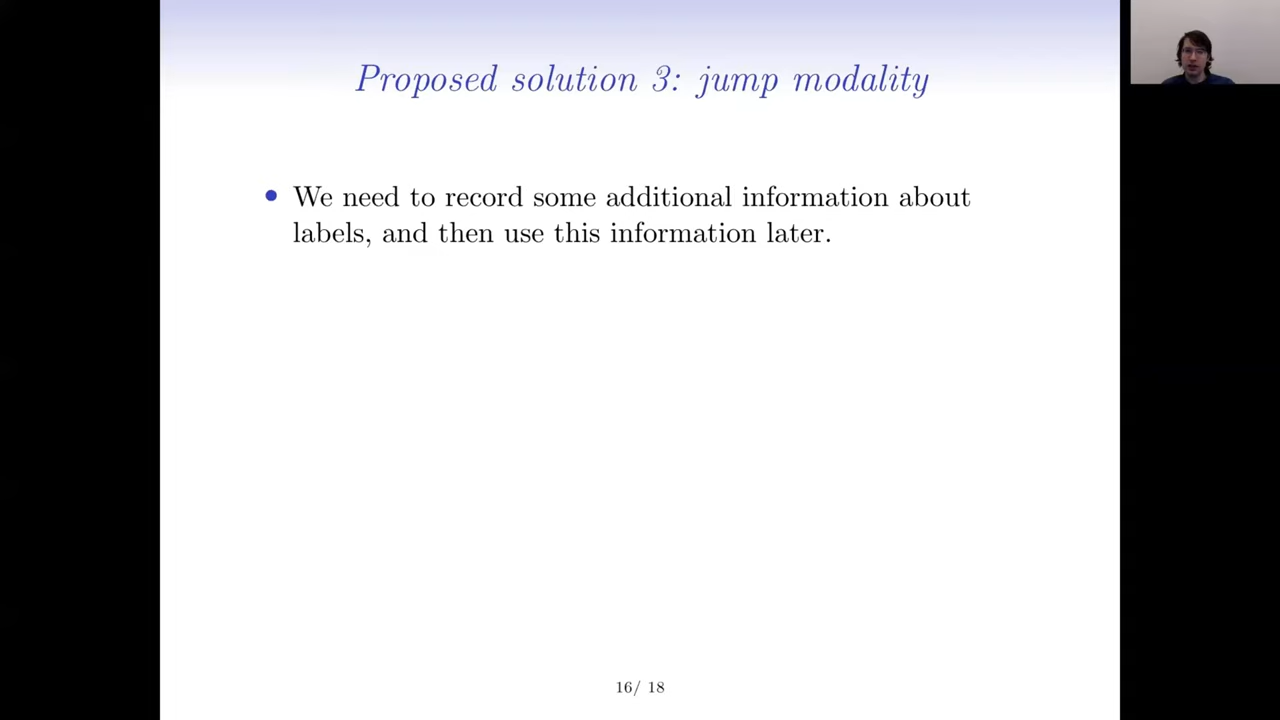 Proposed solution 3: jump modality
• We need to record some additional information about
labels, and then use this information later.
16/ 18